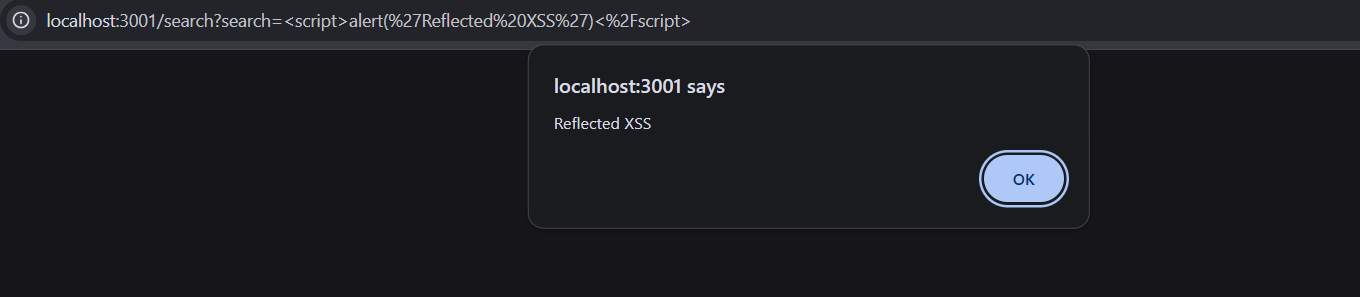 localhost:3001/search?search=<script>alert(%27Reflected%20XSS%27)<%2Fscript>
localhost:3001 says
Reflected XSS
OK